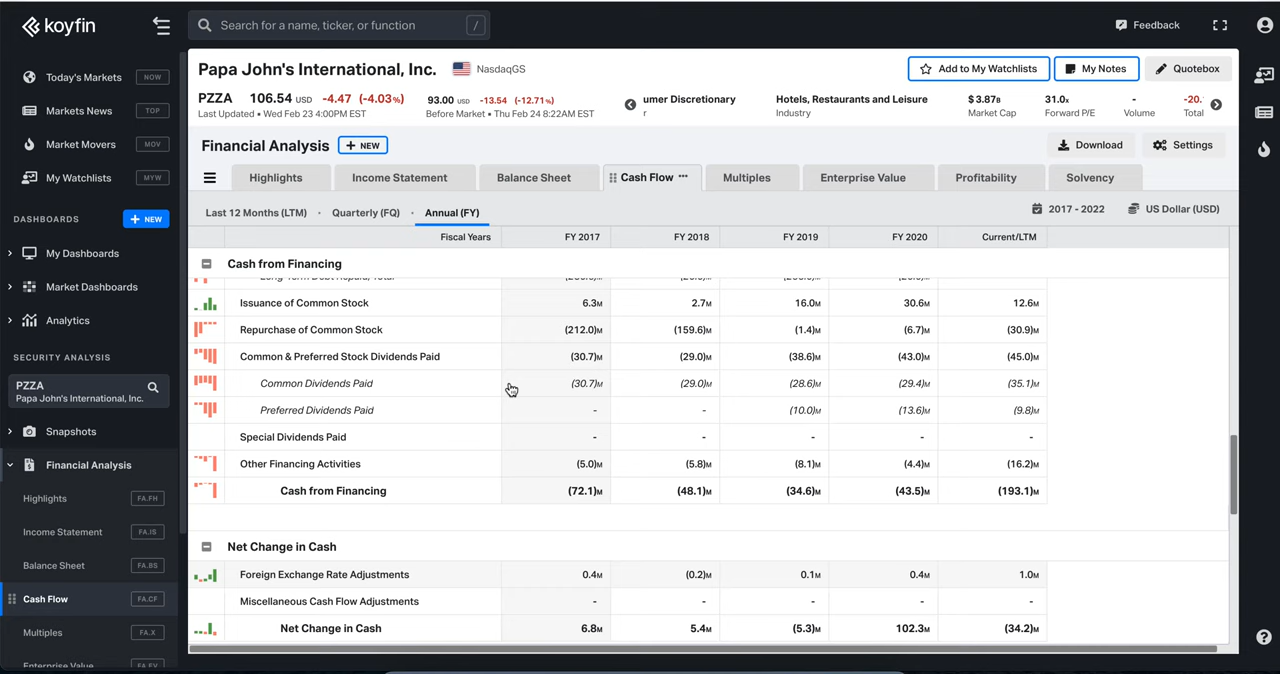 koyfin
Search for a name, ticker, or function /
Feedback
Today's Markets NOW
Markets News TOP
Market Movers MOV
My Watchlists MYW
DASHBOARDS + NEW
My Dashboards
Market Dashboards
Analytics
SECURITY ANALYSIS
PZZA
Papa John's International, Inc.
Snapshots
Financial Analysis
Highlights FA.FH
Income Statement FA.IS
Balance Sheet FA.BS
Cash Flow FA.CF
Multiples FA.X
Enterprise Value FA.EV
Papa John's International, Inc. NasdaqGS
Add to My Watchlists My Notes Quotebox
PZZA 106.54 USD -4.47 (-4.03%)
Last Updated • Wed Feb 23 4:00PM EST
93.00 USD -13.54 (-12.71%)
Before Market • Thu Feb 24 8:22AM EST
umer Discretionary
r
Hotels, Restaurants and Leisure
Industry
$3.87B
Market Cap
31.0x
Forward P/E
-
Volume
-20.
Total
Financial Analysis + NEW
Download Settings
Highlights Income Statement Balance Sheet Cash Flow ••• Multiples Enterprise Value Profitability Solvency
Last 12 Months (LTM) • Quarterly (FQ) • Annual (FY)
2017 - 2022 US Dollar (USD)
Fiscal Years FY 2017 FY 2018 FY 2019 FY 2020 Current/LTM
Cash from Financing
Issuance of Common Stock 6.3M 2.7M 16.0M 30.6M 12.6M
Repurchase of Common Stock (212.0)M (159.6)M (1.4)M (6.7)M (30.9)M
Common & Preferred Stock Dividends Paid (30.7)M (29.0)M (38.6)M (43.0)M (45.0)M
Common Dividends Paid (30.7)M (29.0)M (28.6)M (29.4)M (35.1)M
Preferred Dividends Paid - - (10.0)M (13.6)M (9.8)M
Special Dividends Paid - - - - -
Other Financing Activities (5.0)M (5.8)M (8.1)M (4.4)M (16.2)M
Cash from Financing (72.1)M (48.1)M (34.6)M (43.5)M (193.1)M
Net Change in Cash
Foreign Exchange Rate Adjustments 0.4M (0.2)M 0.1M 0.4M 1.0M
Miscellaneous Cash Flow Adjustments - - - - -
Net Change in Cash 6.8M 5.4M (5.3)M 102.3M (34.2)M